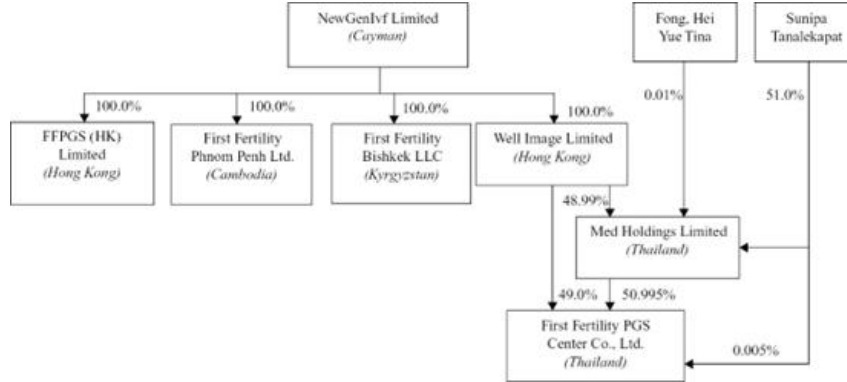 NewGenIvf Limited
(Cayman)
Fong, Hei
Yue Tina
Sunipa
Tanalekapat
100.0%
100.0%
100.0%
100.0%
0.01%
51.0%
FFPGS (HK)
Limited
(Hong Kong)
First Fertility
Phnom Penh Ltd.
(Cambodia)
First Fertility
Bishkek LLC
(Kyrgyzstan)
Well Image Limited
(Hong Kong)
48.99%
Med Holdings Limited
(Thailand)
49.0%
50.995%
First Fertility PGS
Center Co., Ltd.
(Thailand)
0.005%